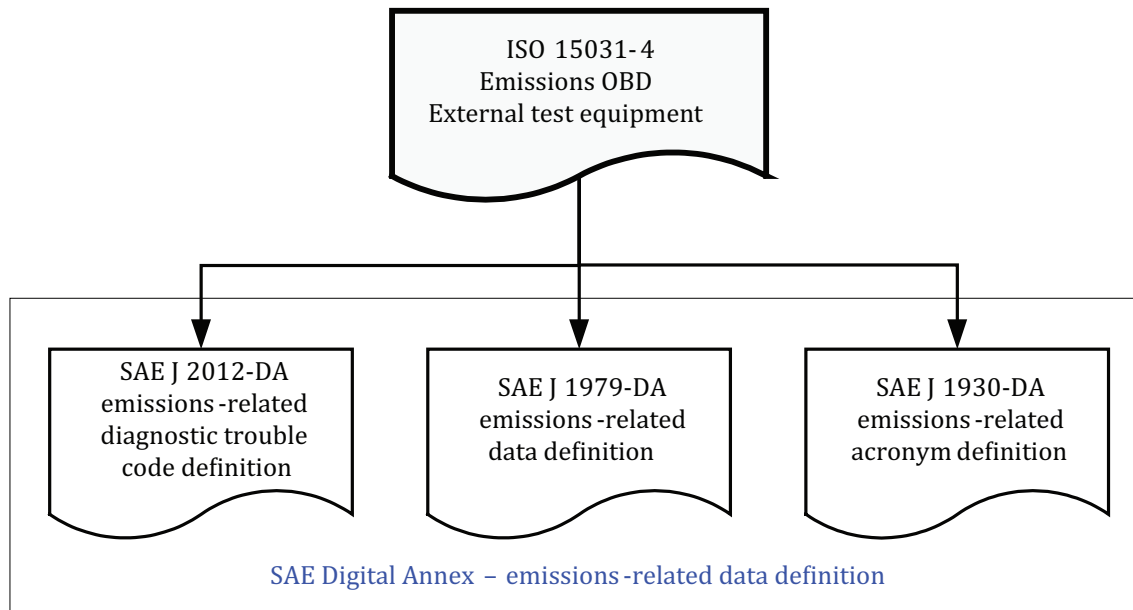 ISO 15031-4
Emissions OBD
External test equipment
SAE J 2012-DA
emissions-related
diagnostic trouble
code definition
SAE J 1979-DA
emissions-related
data definition
SAE J 1930-DA
emissions-related
acronym definition
SAE Digital Annex – emissions-related data definition